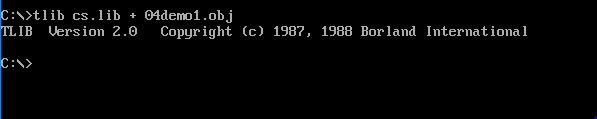 C:\>tlib cs.lib + 04demo1.obj
TLIB  Version 2.0   Copyright (c) 1987, 1988 Borland International
C:\>